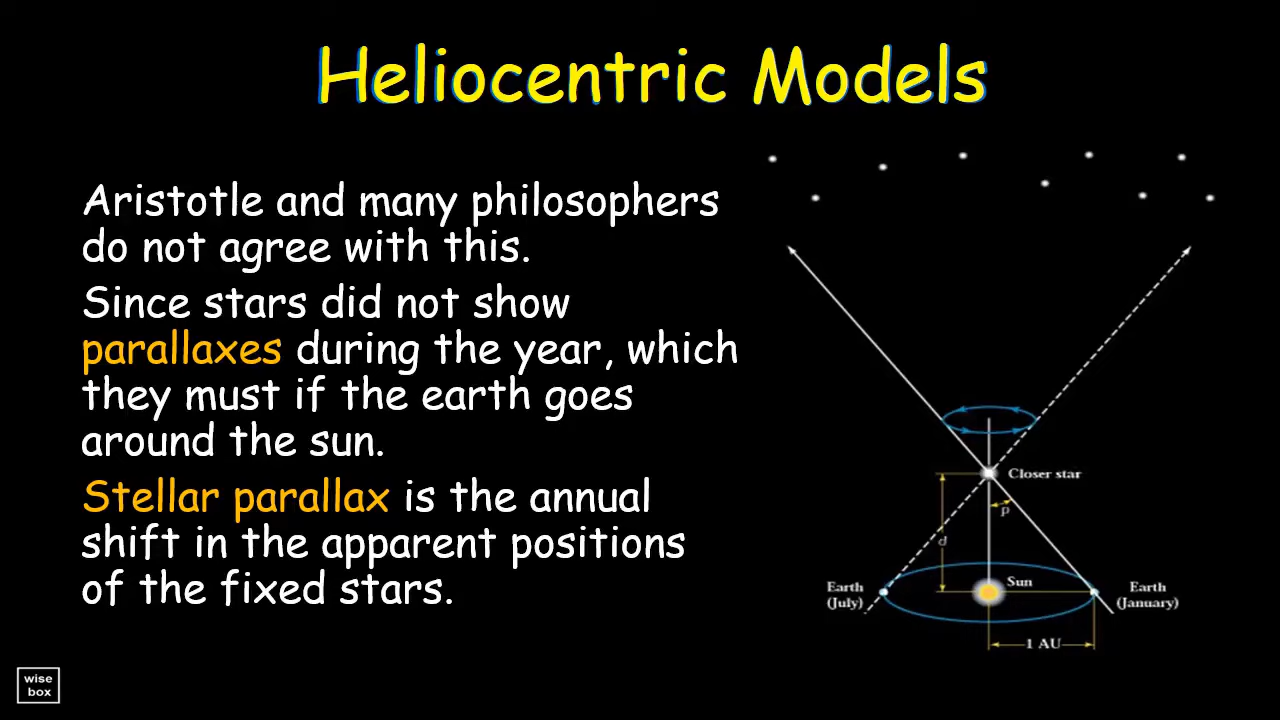 Heliocentric Models
Aristotle and many philosophers
do not agree with this.
Since stars did not show
parallaxes during the year, which
they must if the earth goes
around the sun.
Stellar parallax is the annual
shift in the apparent positions
of the fixed stars.
Closer star
p
d
Sun
Earth
(July)
Earth
(January)
1 AU
wise
box